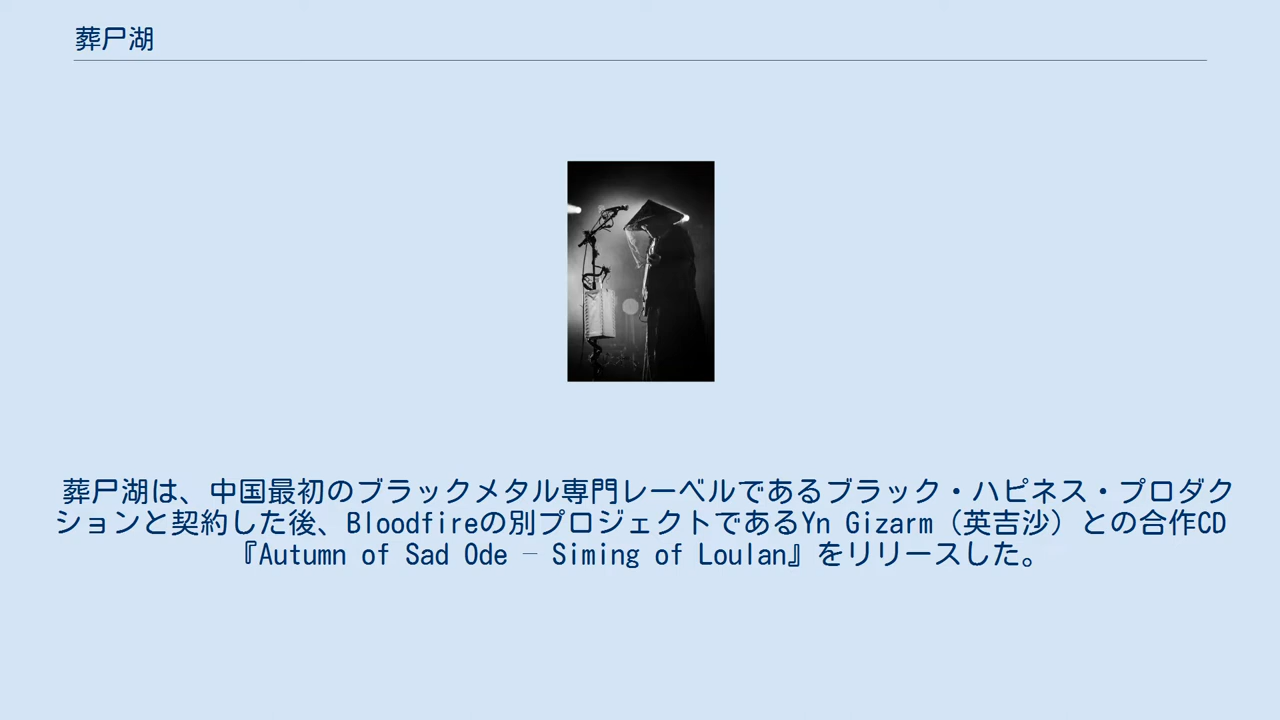 葬尸湖
葬尸湖は、中国最初のブラックメタル専門レーベルであるブラック・ハピネス・プロダク
ションと契約した後、Bloodfireの別プロジェクトであるYn Gizarm（英吉沙）との合作CD
『Autumn of Sad Ode – Siming of Loulan』をリリースした。